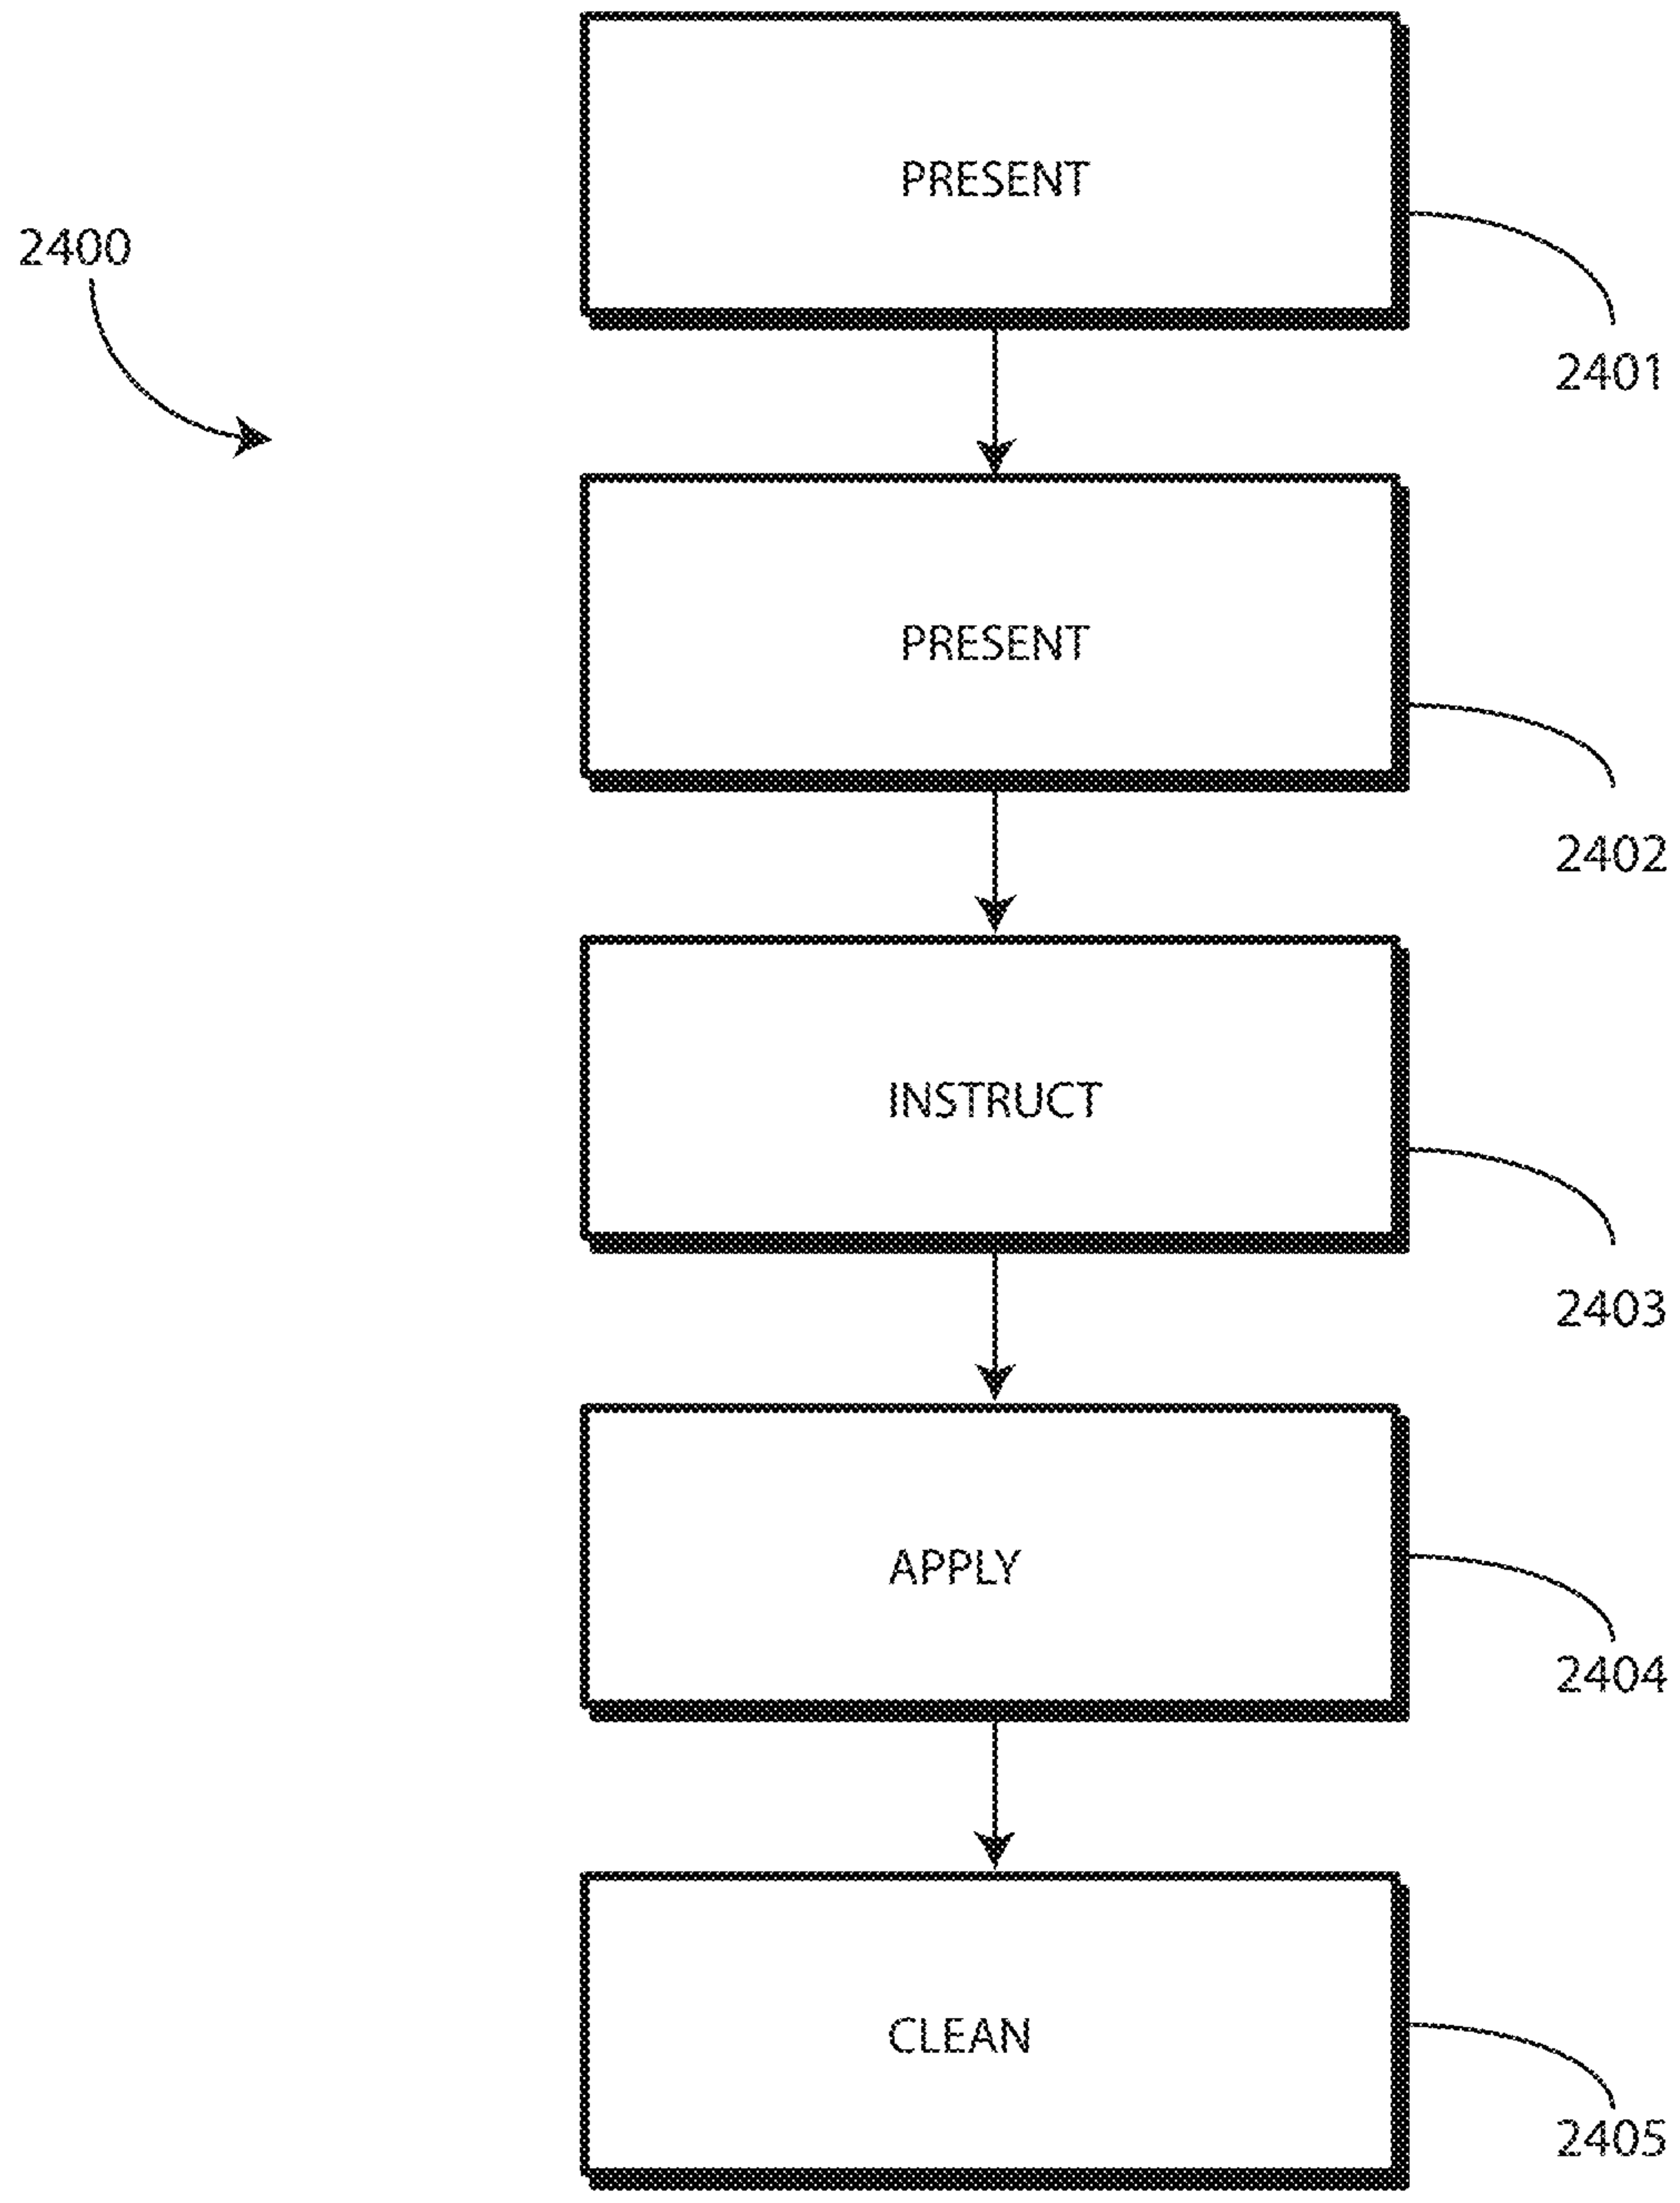 PRESENT
2400
2401
PRESENT
2402
INSTRUCT
2403
APPLY
2404
CLEAN
2405